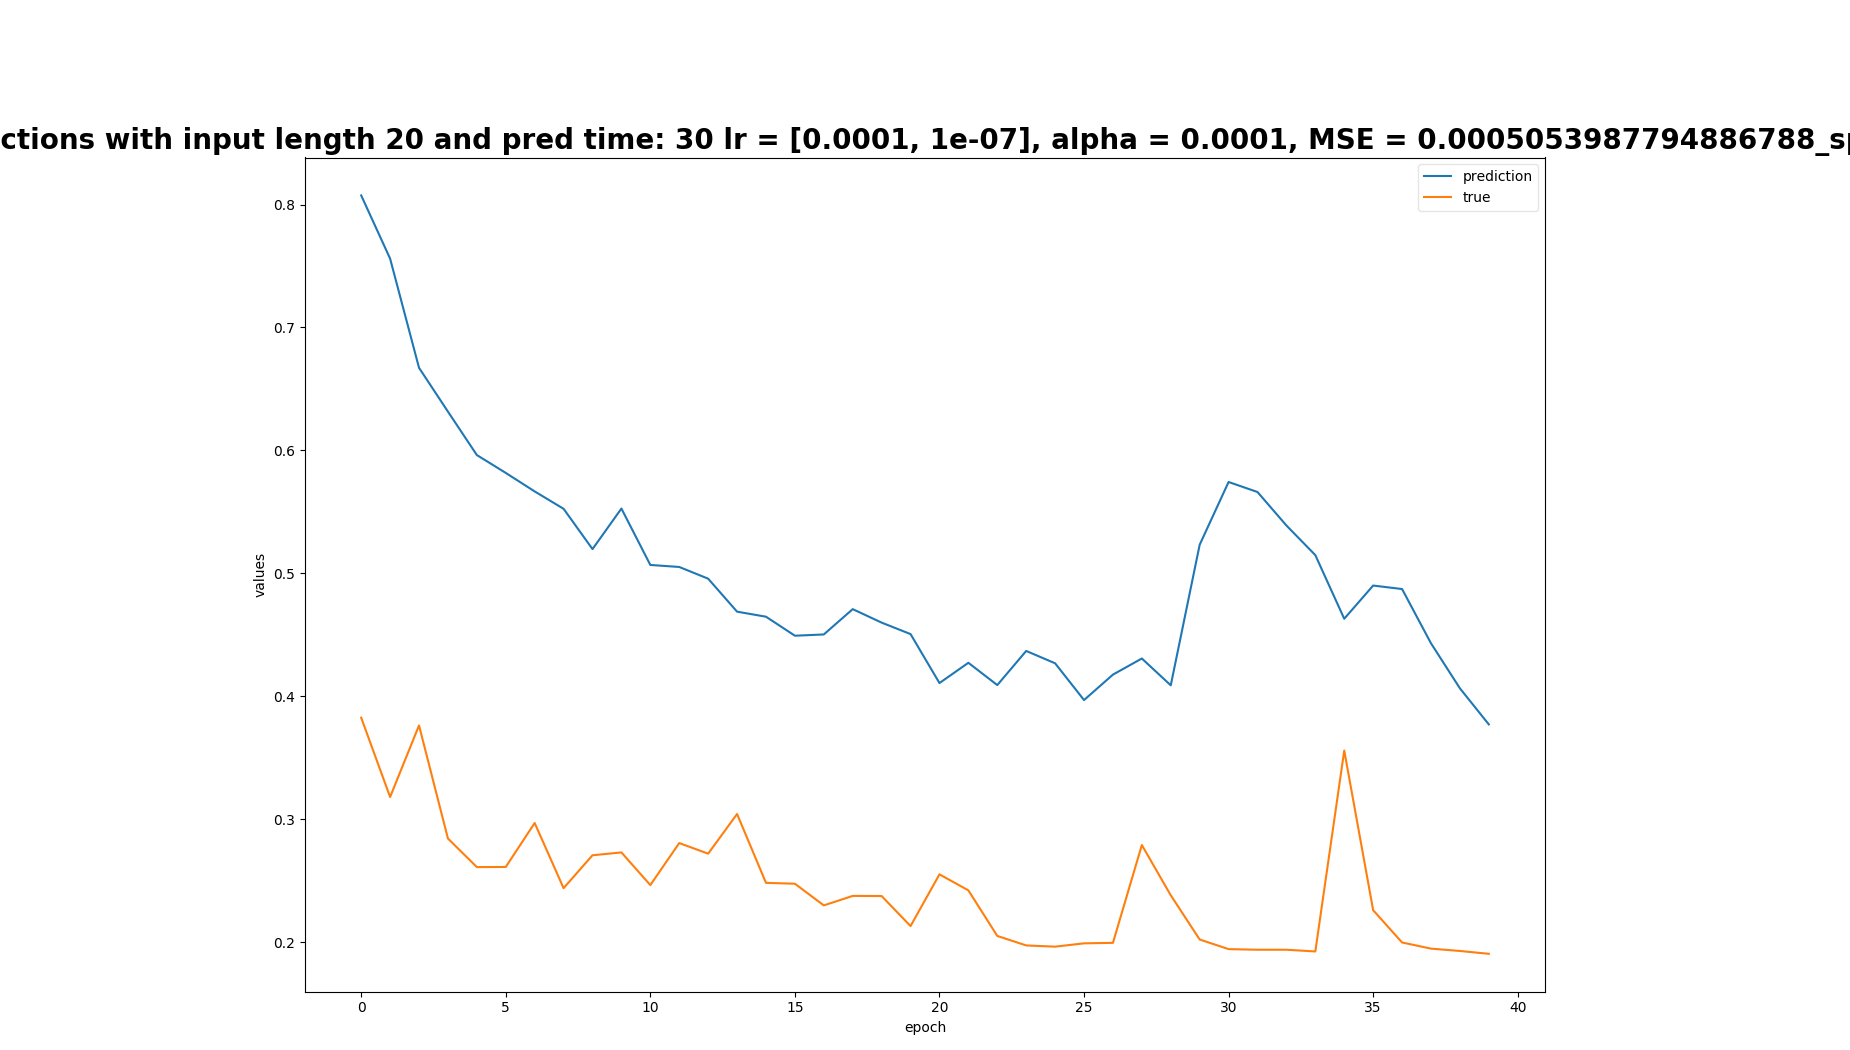 ctions with input length 20 and pred time: 30 lr = [0.0001, 1e-07], alpha = 0.0001, MSE = 0.0005053987794886788_sp
prediction
true
0.8
0.7
0.6
0.5
0.4
0.3
0.2
values
0 5 10 15 20 25 30 35 40
epoch